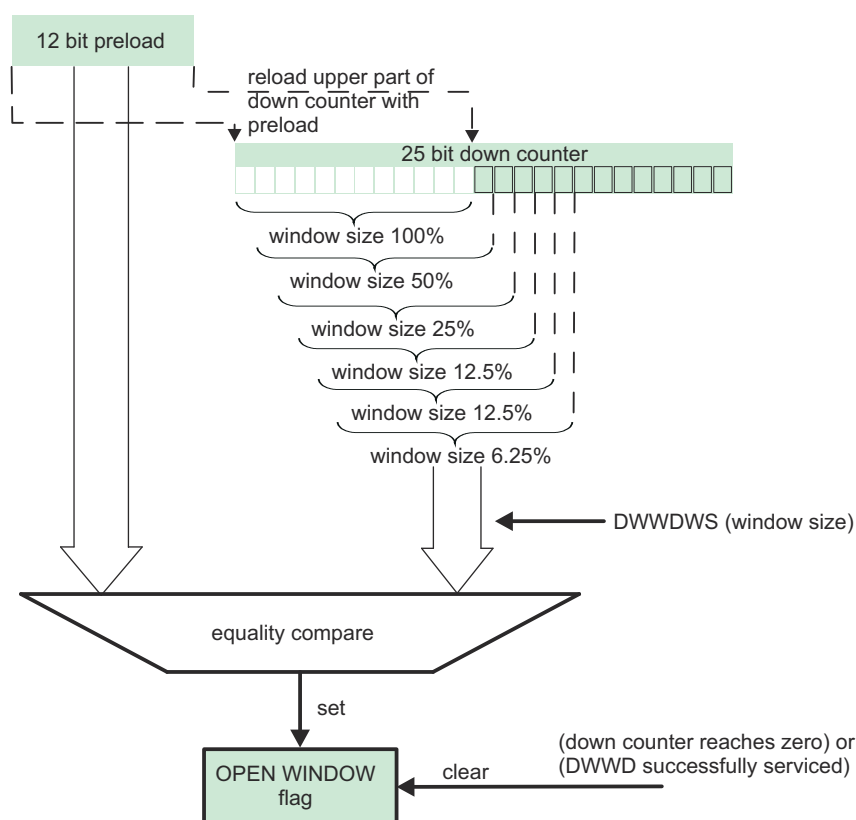 12 bit preload
reload upper part of
down counter with
preload
25 bit down counter
window size 100%
window size 50%
window size 25%
window size 12.5%
window size 12.5%
window size 6.25%
DWWDWS (window size)
equality compare
set
(down counter reaches zero) or
(DWWD successfully serviced)
clear
OPEN WINDOW
flag